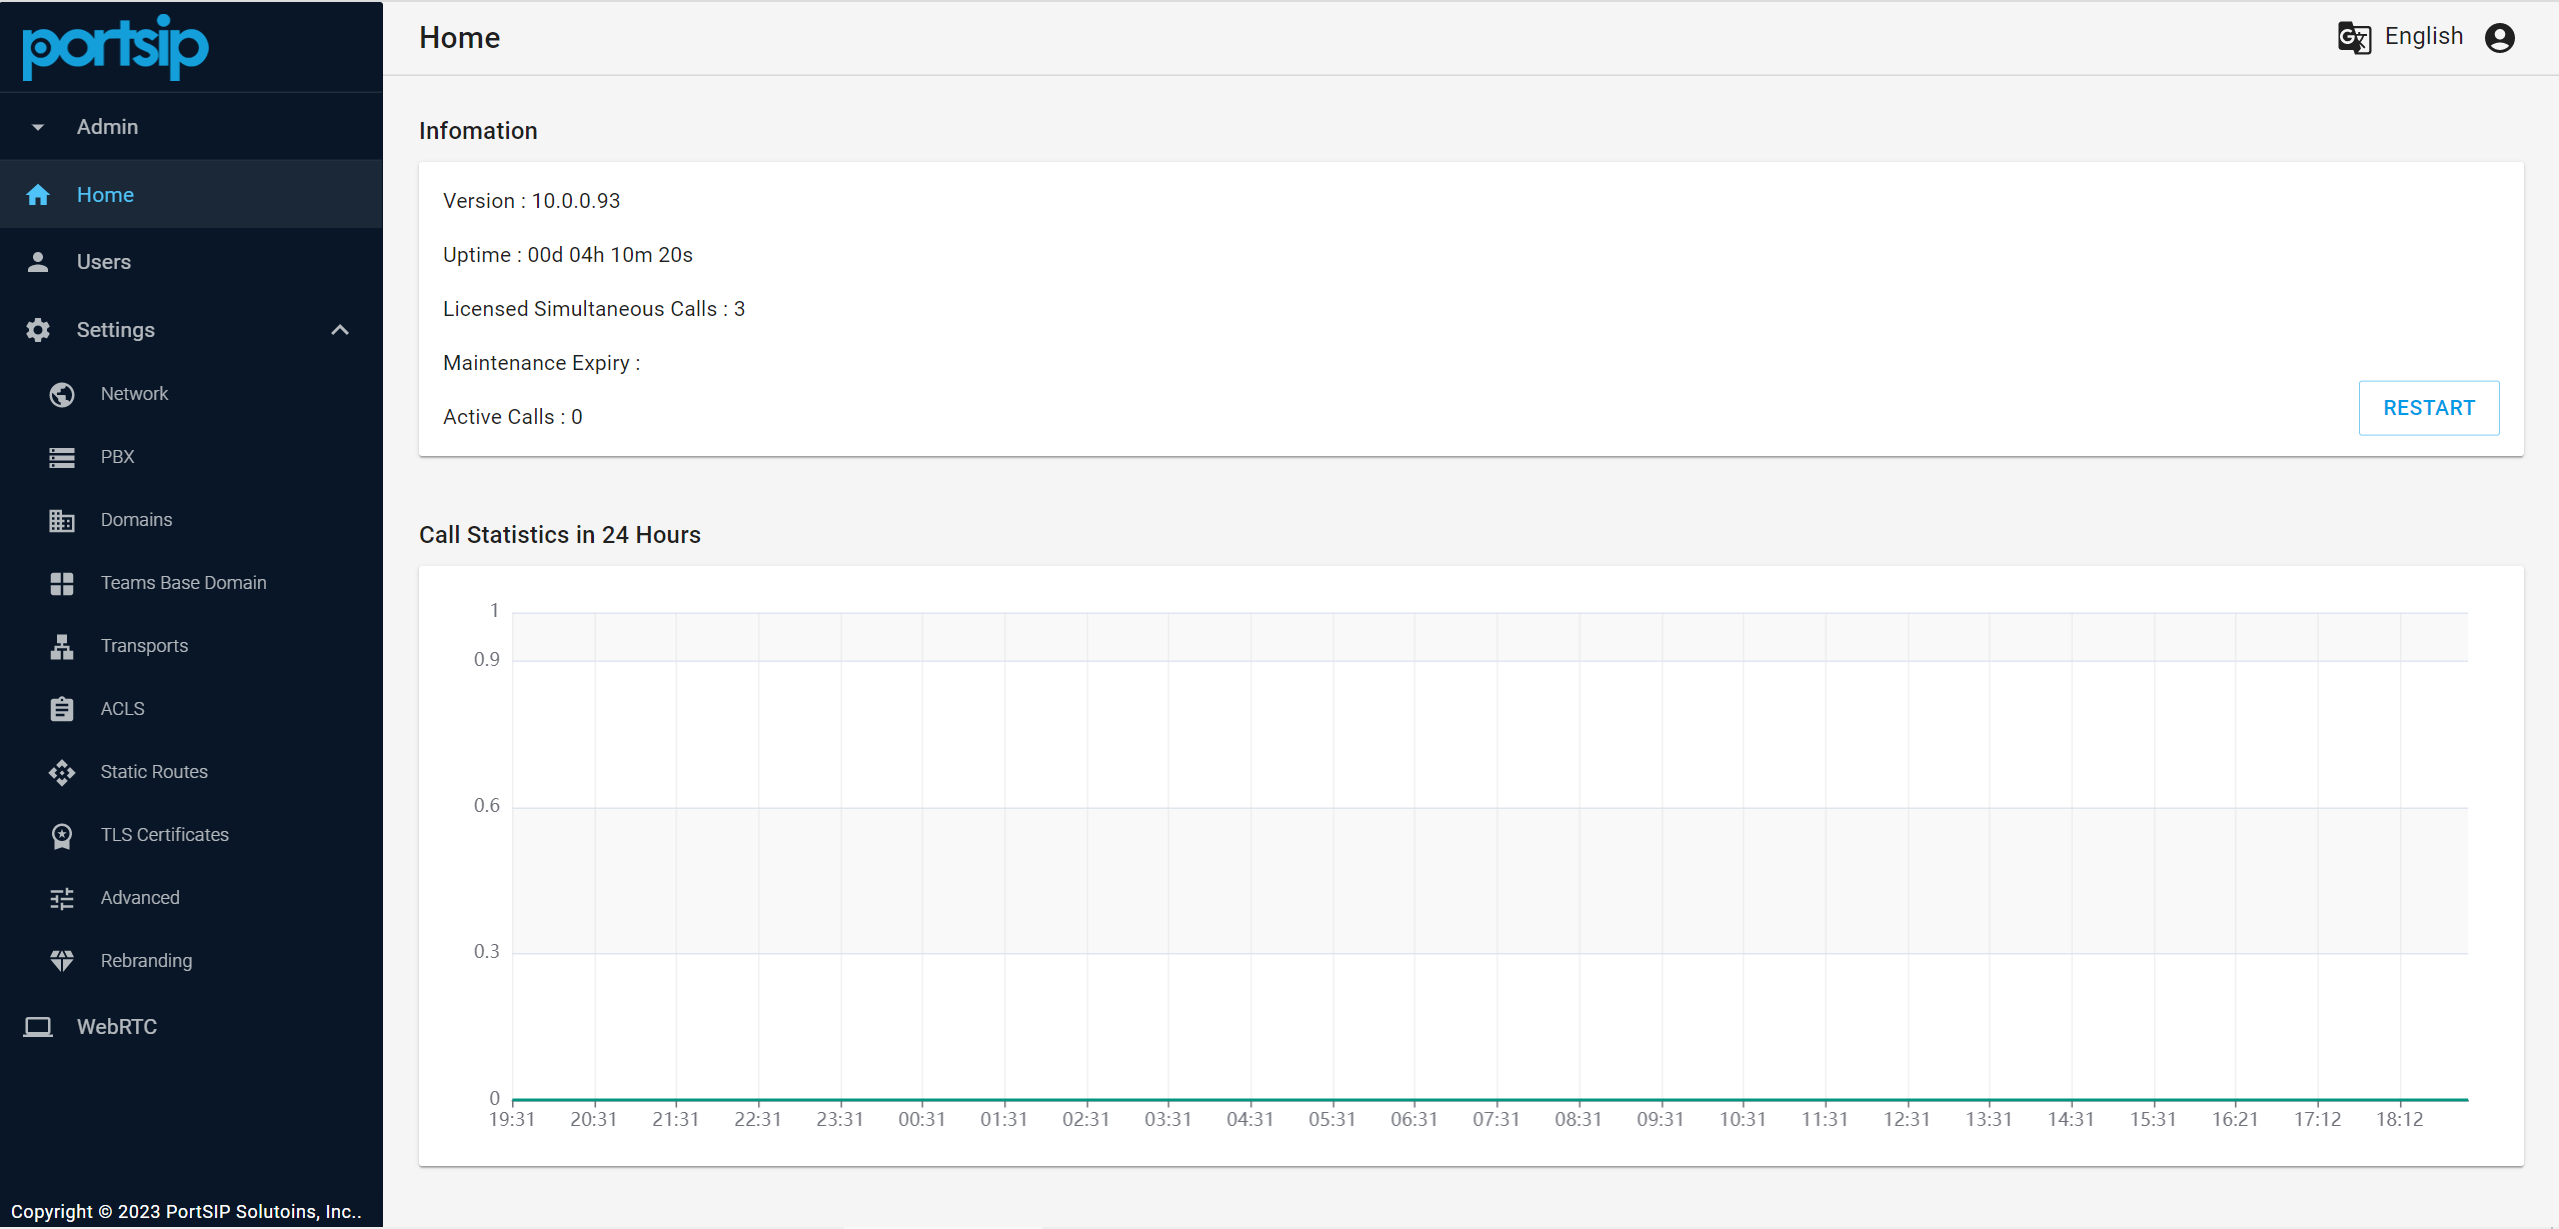 portsip
Admin
Home
Users
Settings
Network
PBX
Domains
Teams Base Domain
Transports
ACLS
Static Routes
TLS Certificates
Advanced
Rebranding
WebRTC
Copyright © 2023 PortSIP Solutoins, Inc..
Home
English
Infomation
Version : 10.0.0.93
Uptime : 00d 04h 10m 20s
Licensed Simultaneous Calls : 3
Maintenance Expiry :
Active Calls : 0
RESTART
Call Statistics in 24 Hours
1
0.9
0.6
0.3
0
19:31 20:31 21:31 22:31 23:31 00:31 01:31 02:31 03:31 04:31 05:31 06:31 07:31 08:31 09:31 10:31 11:31 12:31 13:31 14:31 15:31 16:21 17:12 18:12